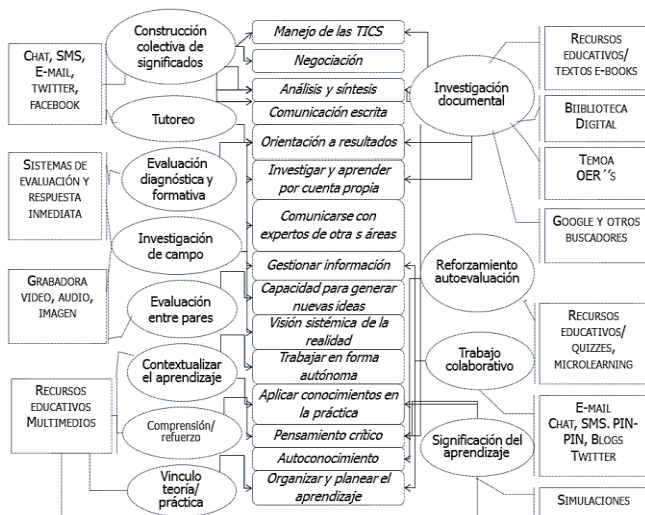 CHAT, SMS,
E-MAIL,
TWITTER,
FACEBOOK
SISTEMAS DE
EVALUACIÓN Y
RESPUESTA
INMEDIATA
GRABADORA
VIDEO, AUDIO,
IMAGEN
RECURSOS
EDUCATIVOS
MULTIMEDIOS
Construcción
colectiva de
significados
Tutoreo
Evaluación
diagnóstica y
formativa
Investigación
de campo
Evaluación
entre pares
Contextualizar
el aprendizaje
Comprensión/
refuerzo
Vinculo
teoría/
práctica
Manejo de las TICS
Negociación
Análisis y síntesis
Comunicación escrita
Orientación a resultados
Investigar y aprender
por cuenta propia
Comunicarse con
expertos de otra s áreas
Gestionar información
Capacidad para generar
nuevas ideas
Visión sistémica de la
realidad
Trabajar en forma
autónoma
Aplicar conocimientos en
la práctica
Pensamiento crítico
Autoconocimiento
Organizar y planear el
aprendizaje
Investigación
documental
Reforzamiento
autoevaluación
Trabajo
colaborativo
Significación del
aprendizaje
RECURSOS
EDUCATIVOS/
TEXTOS E-BOOKS
BIIBLIOTECA
DIGITAL
TEMOA
OER´´S
GOOGLE Y OTROS
BUSCADORES
RECURSOS
EDUCATIVOS/
QUIZZES,
MICROLEARNING
E-MAIL
CHAT, SMS. PIN-
PIN, BLOGS
TWITTER
SIMULACIONES